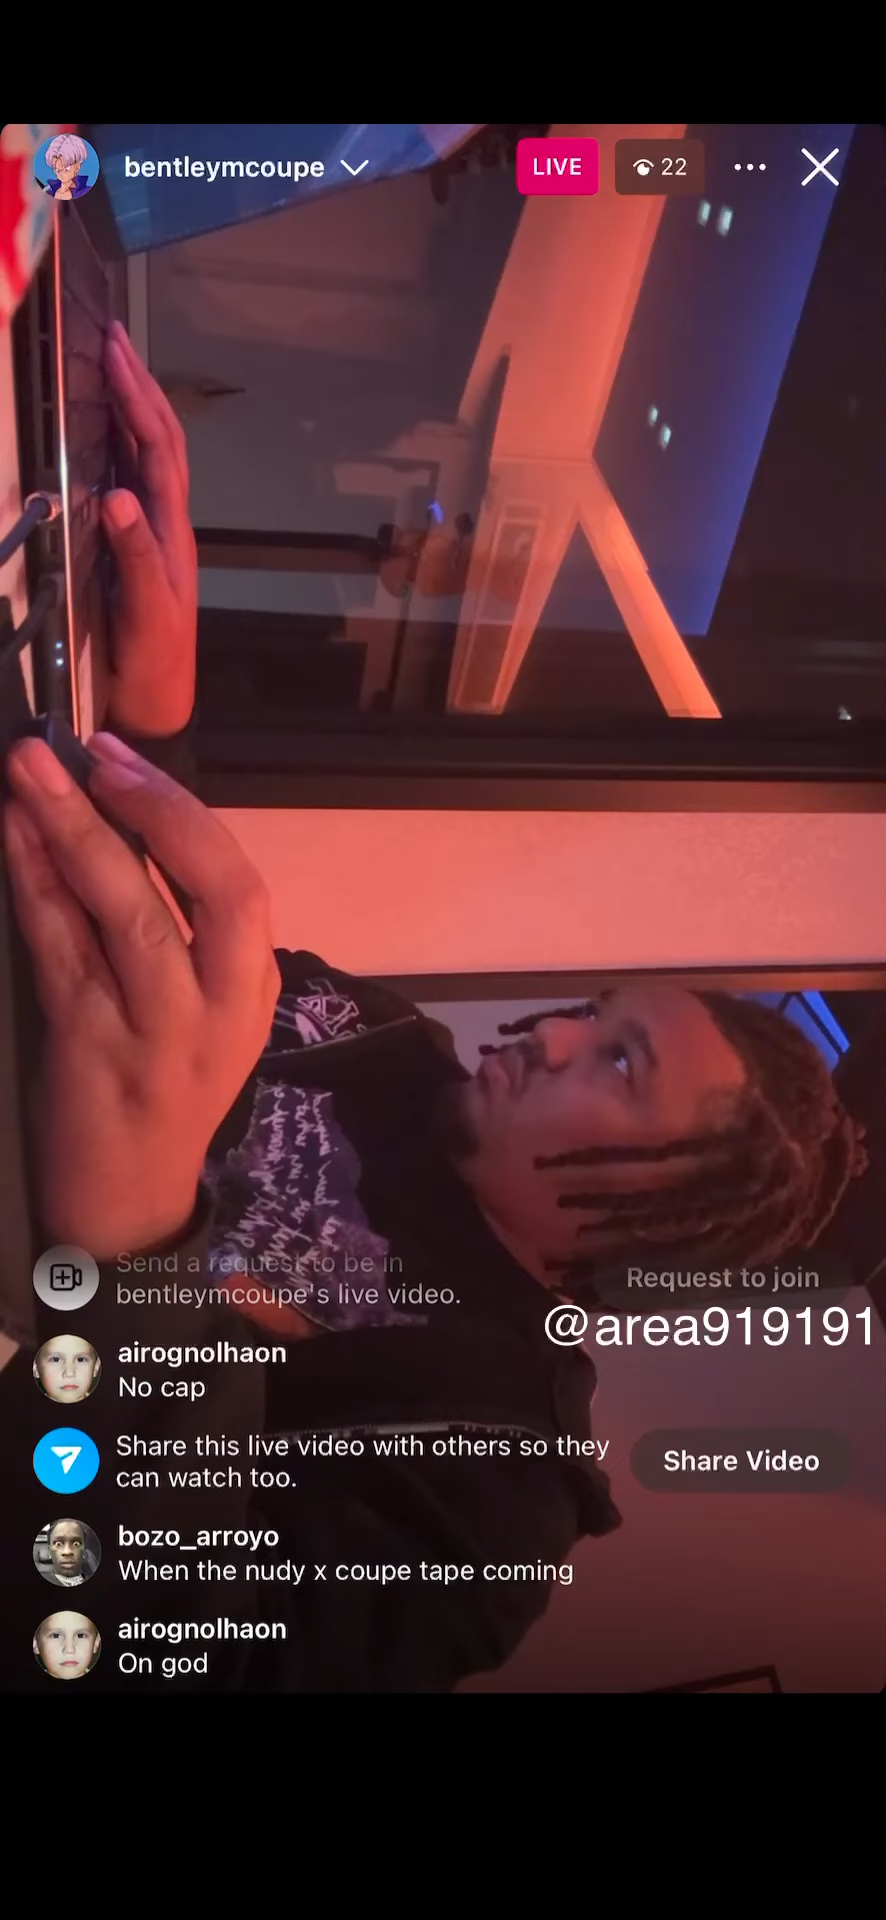 bentleymcoupe
LIVE
22
Send a request to be in
bentleymcoupe's live video.
Request to join
@area919191
airognolhaon
No cap
Share this live video with others so they
can watch too.
Share Video
bozo_arroyo
When the nudy x coupe tape coming
airognolhaon
On god